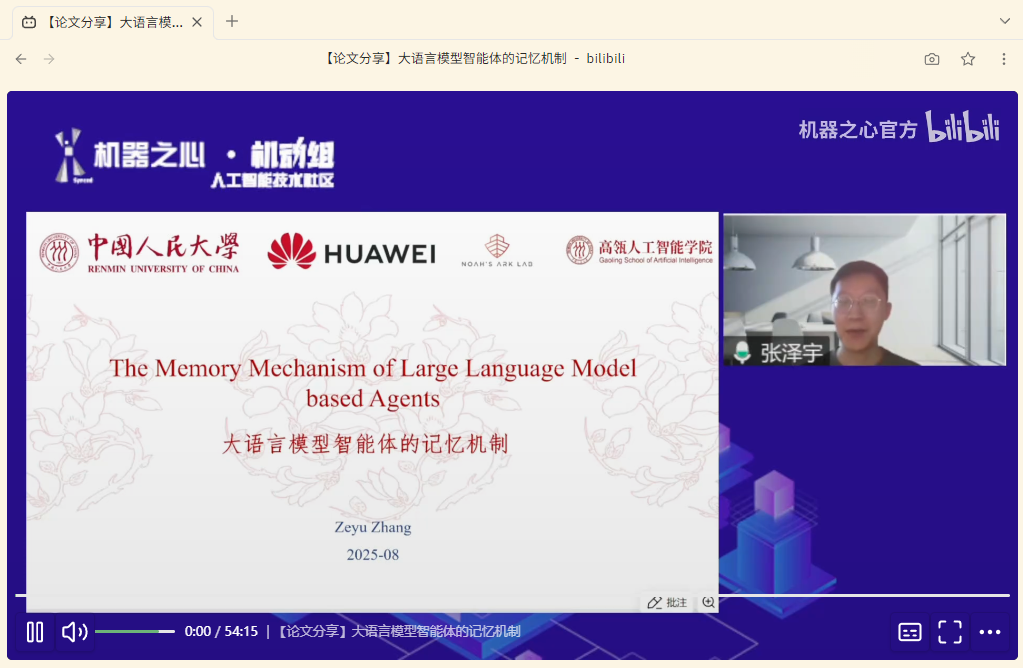 【论文分享】大语言模...
【论文分享】大语言模型智能体的记忆机制 - bilibili
机器之心官方 bilibili
机器之心 · 机动组
Synced
人工智能技术社区
中国人民大学
RENMIN UNIVERSITY OF CHINA
HUAWEI
NOAH'S ARK LAB
高瓴人工智能学院
Gaoling School of Artificial Intelligence
张泽宇
The Memory Mechanism of Large Language Model
based Agents
大语言模型智能体的记忆机制
Zeyu Zhang
2025-08
批注
0:00 / 54:15 | 【论文分享】大语言模型智能体的记忆机制